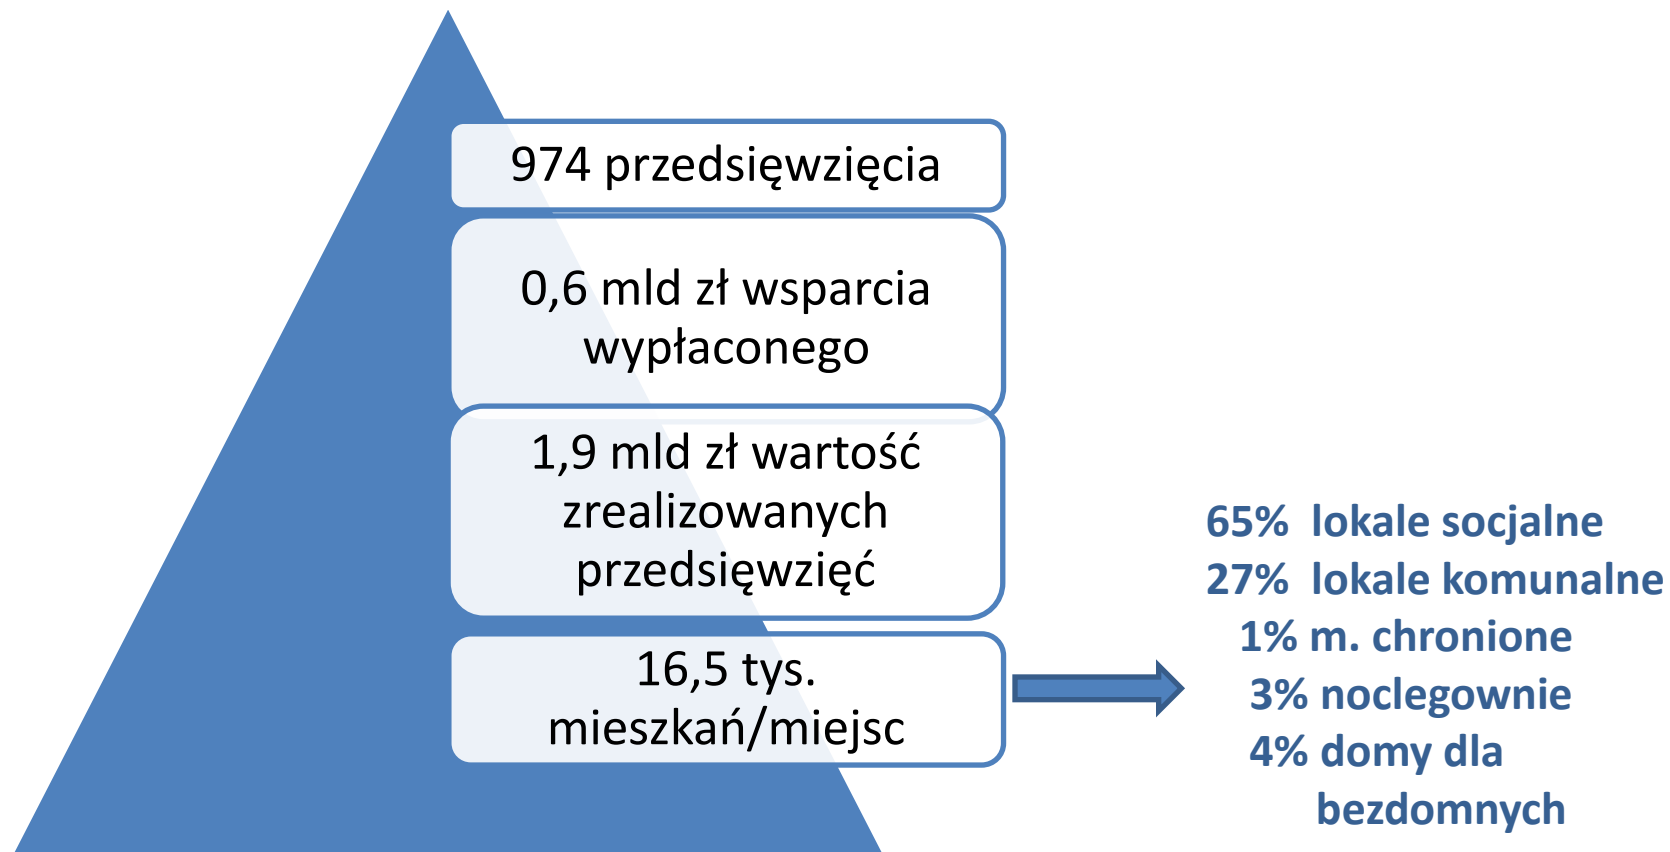 974 przedsięwzięcia
0,6 mld zł wsparcia
wypłaconego
1,9 mld zł wartość
zrealizowanych
przedsięwzięć
16,5 tys.
mieszkań/miejsc
65% lokale socjalne
27% lokale komunalne
1% m. chronione
3% noclegownie
4% domy dla
bezdomnych